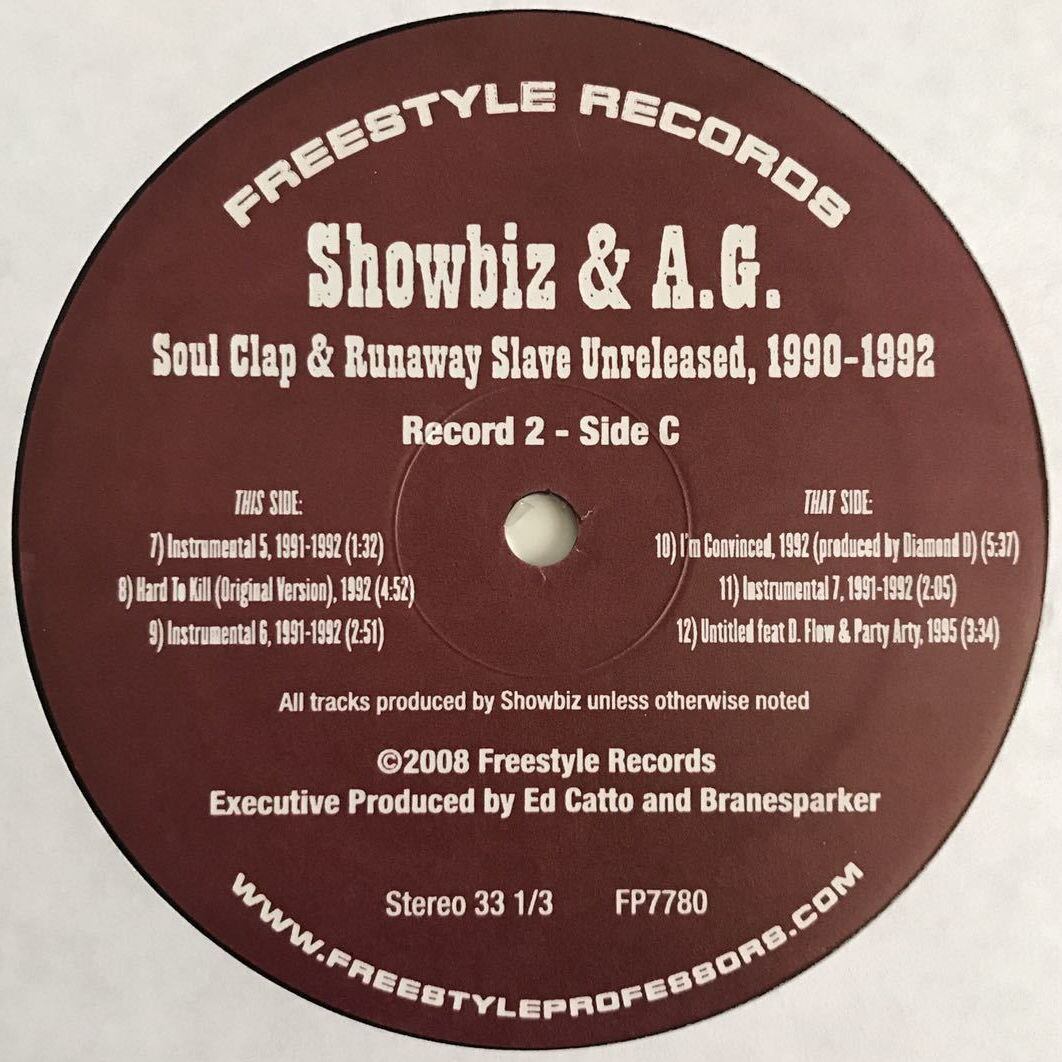 FREESTYLE RECORDS
Showbiz & A.G.
Soul Clap & Runaway Slave Unreleased, 1990-1992
Record 2 - Side C
THIS SIDE:
7) Instrumental 5, 1991-1992 (1:32)
8) Hard To Kill (Original Version), 1992 (4:52)
9) Instrumental 6, 1991-1992 (2:51)
THAT SIDE:
10) I'm Convinced, 1992 (produced by Diamond D) (5:37)
11) Instrumental 7, 1991-1992 (2:05)
12) Untitled feat D. Flow & Party Arty, 1995 (3:34)
All tracks produced by Showbiz unless otherwise noted
©2008 Freestyle Records
Executive Produced by Ed Catto and Branesparker
Stereo 33 1/3 FP7780
WWW.FREESTYLEPROFESSORS.COM